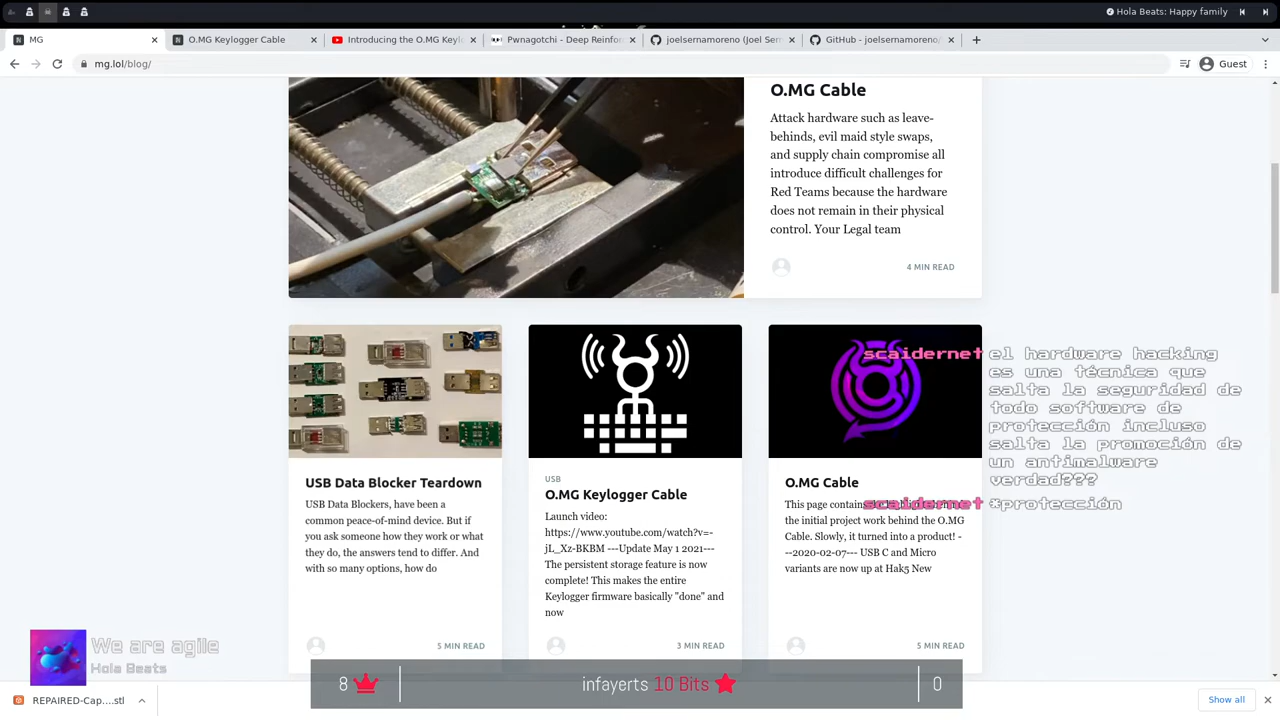 Hola Beats: Happy family
MG
O.MG Keylogger Cable
Introducing the O.MG Keyl
Pwnagotchi - Deep Reinfor
joelsernamoreno (Joel Sern
GitHub - joelsernamoreno/
mg.lol/blog/
Guest
O.MG Cable
Attack hardware such as leave-
behinds, evil maid style swaps,
and supply chain compromise all
introduce difficult challenges for
Red Teams because the hardware
does not remain in their physical
control. Your Legal team
4 MIN READ
USB Data Blocker Teardown
USB Data Blockers, have been a
common peace-of-mind device. But if
you ask someone how they work or what
they do, the answers tend to differ. And
with so many options, how do
5 MIN READ
USB
O.MG Keylogger Cable
Launch video:
https://www.youtube.com/watch?v=-
jL_Xz-BKBM ---Update May 1 2021---
The persistent storage feature is now
complete! This makes the entire
Keylogger firmware basically "done" and
now
3 MIN READ
O.MG Cable
This page contains
the initial project work behind the O.MG
Cable. Slowly, it turned into a product! -
--2020-02-07--- USB C and Micro
variants are now up at Hak5 New
5 MIN READ
scaidernet el hardware hacking
es una técnica que
salta la seguridad de
todo software de
protección incluso
salta la promoción de
un antimalware
verdad???
scaidernet *protección
We are agile
Hola Beats
8
infayerts 10 Bits
0
REPAIRED-Cap....stl
Show all